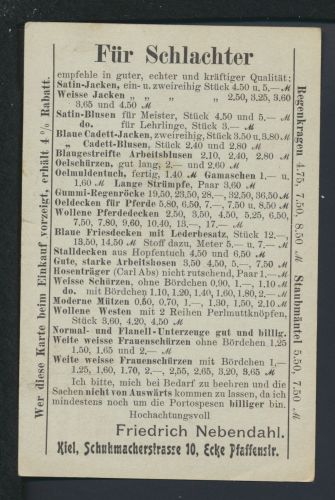 Für Schlachter
empfehle in guter, echter und kräftiger Qualität:
Satin-Jacken, ein- u. zweireihig Stück 4.50 u. 5,— ℳ
Weisse Jacken „ „ „ 2,50, 3,25, 3,60
3,65 und 4.50 ℳ
Satin-Blusen für Meister, Stück 4,50 und 5,— ℳ
do. für Lehrlinge, Stück 3.— ℳ
Blaue Cadett-Jacken, zweireihig, Stück 3.50 u. 3,80 ℳ
„ Cadett-Blusen, Stück 2,40 und 2,80 ℳ
Blaugestreifte Arbeitsblusen 2,10, 2,40, 2,80 ℳ
Oelschürzen, gut lang, 2.— und 2.60 ℳ
Oelmuldentuch, fertig, 1.40 ℳ Gamaschen 1.— u.
1,60 ℳ Lange Strümpfe, Paar 3.60 ℳ
Gummi-Regenröcke 19,50, 23,50, 28,—, 32,50, 36,50 ℳ
Oeldecken für Pferde 5,80, 6,50, 7,—, 7,50, 9,50 ℳ
Wollene Pferdedecken 2.50, 3.50, 4.50, 5,25, 6.50,
7.50, 7.80, 9.60, 10.40, 13.—, 17.— ℳ
Blaue Friesdecken mit Lederbesatz, Stück 12,—,
13,50, 14,50 ℳ Stoff dazu, Meter 5.— u. 7,— ℳ
Stalldecken aus Hopfentuch 4.50 und 6,50 ℳ
Gute, starke Arbeitshosen 3,50 4,50, 5,—, 7,50 ℳ
Hosenträger (Carl Abs) nicht rutschend, Paar 1,— ℳ
Weisse Schürzen, ohne Bördchen 0,90, 1,—, 1,10 ℳ
do. mit Bördchen 1.10, 1,20, 1.40, 1,60, 1.80, 2.— ℳ
Moderne Mützen 0.50, 0.70, 1.—, 1.30, 1.50, 2.10 ℳ
Wollene Westen mit 2 Reihen Perlmuttknöpfen,
Stück 3,60, 4.20, 4,50 ℳ
Normal- und Flanell-Unterzeuge gut und billig.
Weite weisse Frauenschürzen ohne Bördchen 1,25
1,50, 1,65 und 2.— ℳ
Weite weisse Frauenschürzen mit Bördchen 1,—
1.25, 1.60, 1.70, 2.—, 2.55, 2.65, 3.20, 3.65 ℳ
Ich bitte, mich bei Bedarf zu beehren und die
Sachen nicht von Auswärts kommen zu lassen, da ich
mindestens noch um die Portospesen billiger bin.
Hochachtungsvoll
Friedrich Nebendahl.
Kiel, Schuhmacherstrasse 10, Ecke Pfaffenstr.
Wer diese Karte beim Einkauf vorzeigt, erhält 4 % Rabatt.
Regenkragen 4.75, 7.50, 8.50 ℳ Staubmäntel 5.50, 7.50 ℳ